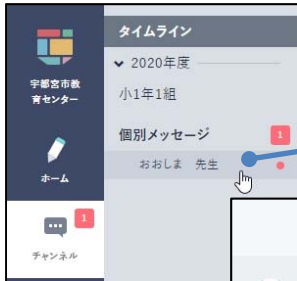 宇都宮市教
育センター
ホーム
1
チャンネル
タイムライン
2020年度
小1年1組
個別メッセージ
1
おおしま 先生